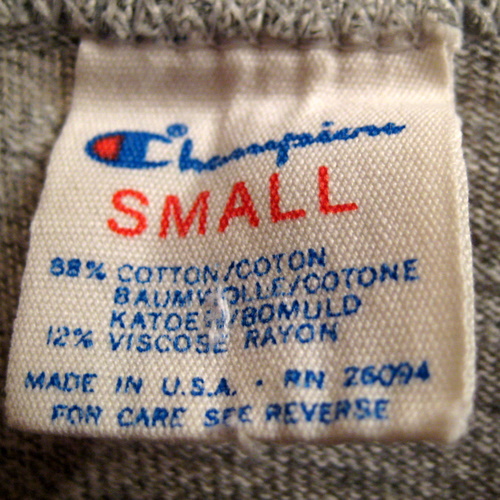 Champion®
SMALL
88% COTTON/COTON
BAUMWOLLE/COTONE
KATOEN/BOMULD
12% VISCOSE RAYON
MADE IN U.S.A. · RN 26094
FOR CARE SEE REVERSE